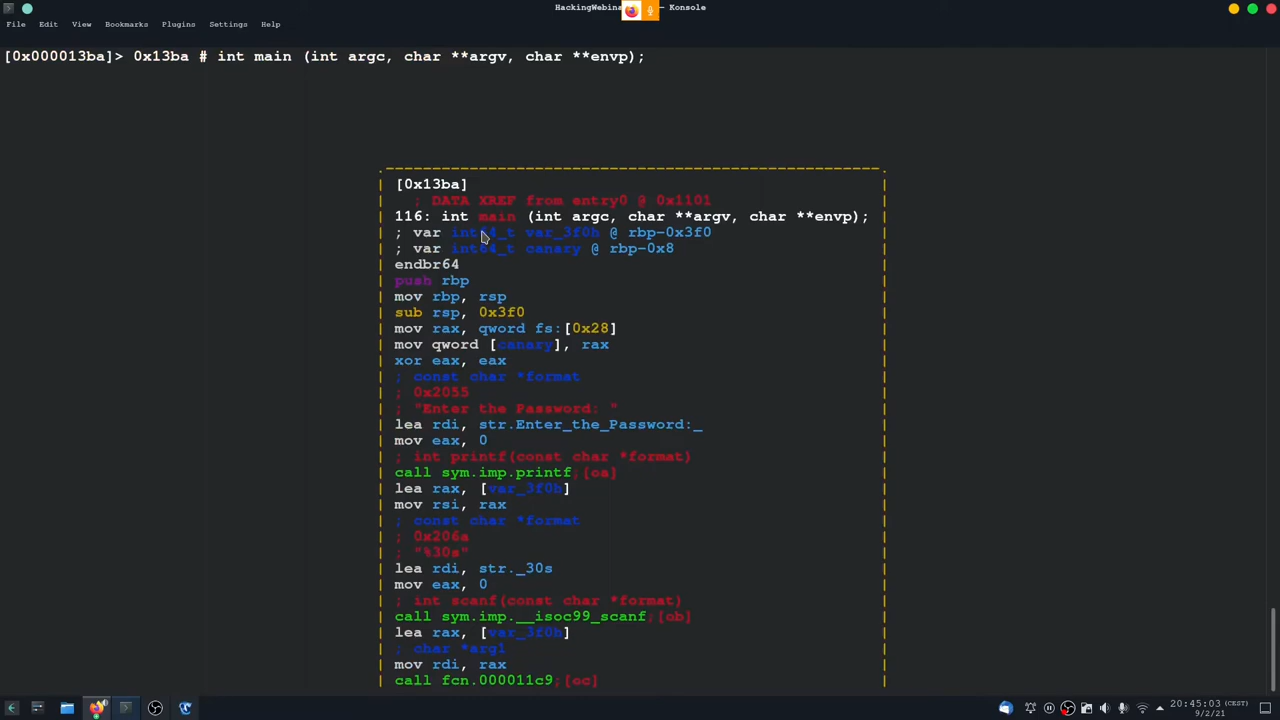 HackingWebina — Konsole
File Edit View Bookmarks Plugins Settings Help
[0x000013ba]> 0x13ba # int main (int argc, char **argv, char **envp);
[0x13ba]
; DATA XREF from entry0 @ 0x1101
116: int main (int argc, char **argv, char **envp);
; var int64_t var_3f0h @ rbp-0x3f0
; var int64_t canary @ rbp-0x8
endbr64
push rbp
mov rbp, rsp
sub rsp, 0x3f0
mov rax, qword fs:[0x28]
mov qword [canary], rax
xor eax, eax
; const char *format
; 0x2055
; "Enter the Password: "
lea rdi, str.Enter_the_Password:_
mov eax, 0
; int printf(const char *format)
call sym.imp.printf;[oa]
lea rax, [var_3f0h]
mov rsi, rax
; const char *format
; 0x206a
; "%30s"
lea rdi, str._30s
mov eax, 0
; int scanf(const char *format)
call sym.imp.__isoc99_scanf;[ob]
lea rax, [var_3f0h]
; char *arg1
mov rdi, rax
call fcn.000011c9;[oc]
20:45:03 (CEST)
9/2/21